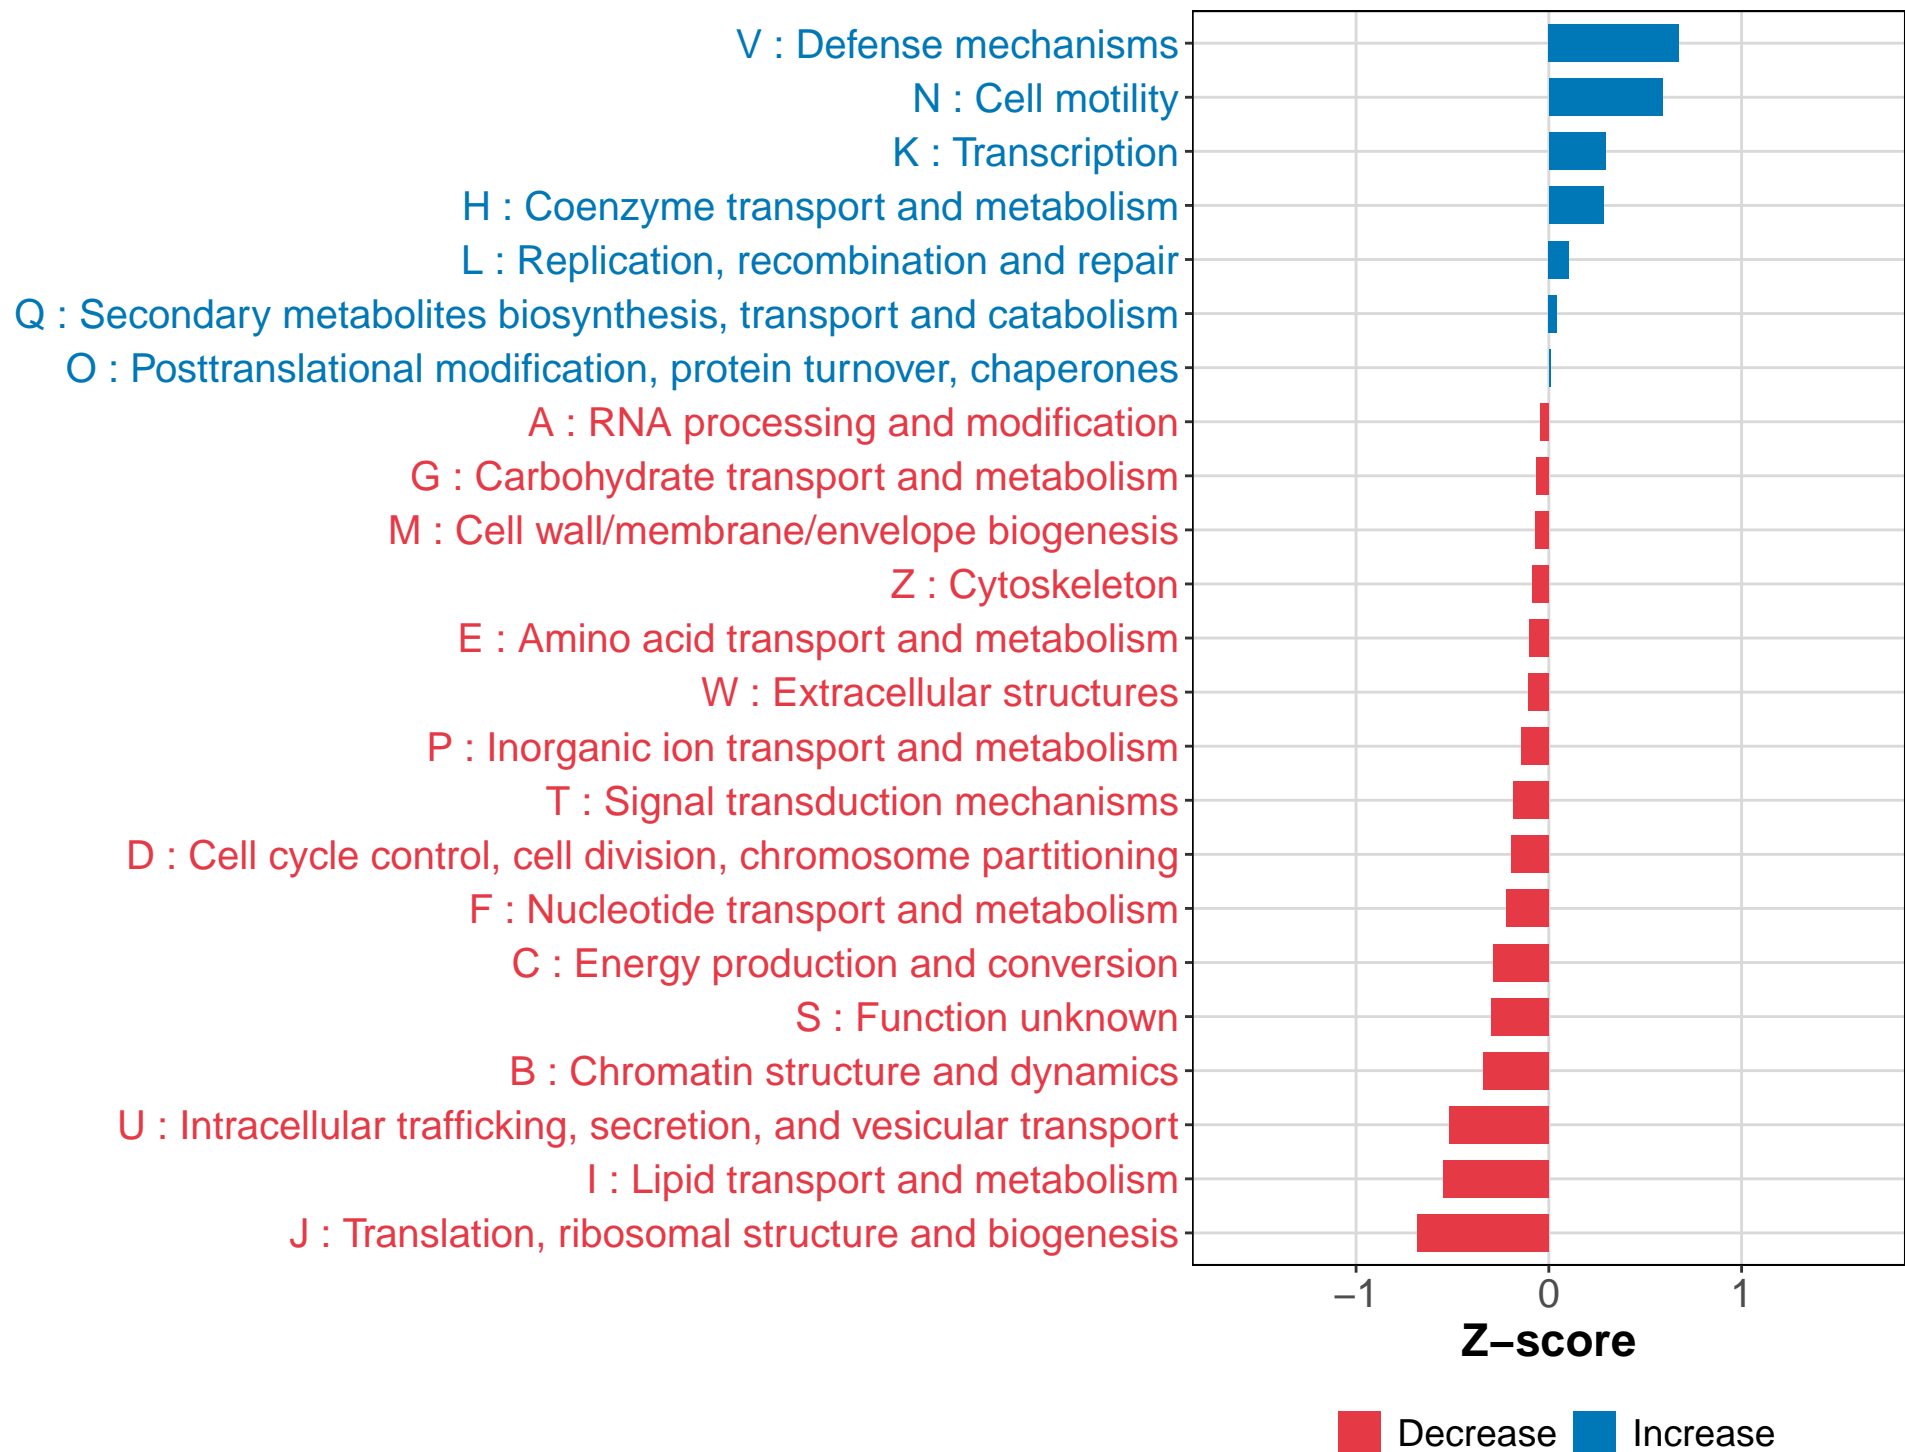 V : Defense mechanisms
N : Cell motility
K : Transcription
H : Coenzyme transport and metabolism
L : Replication, recombination and repair
Q : Secondary metabolites biosynthesis, transport and catabolism
O : Posttranslational modification, protein turnover, chaperones
A : RNA processing and modification
G : Carbohydrate transport and metabolism
M : Cell wall/membrane/envelope biogenesis
Z : Cytoskeleton
E : Amino acid transport and metabolism
W : Extracellular structures
P : Inorganic ion transport and metabolism
T : Signal transduction mechanisms
D : Cell cycle control, cell division, chromosome partitioning
F : Nucleotide transport and metabolism
C : Energy production and conversion
S : Function unknown
B : Chromatin structure and dynamics
U : Intracellular trafficking, secretion, and vesicular transport
I : Lipid transport and metabolism
J : Translation, ribosomal structure and biogenesis
−1 0 1
Z−score
Decrease Increase